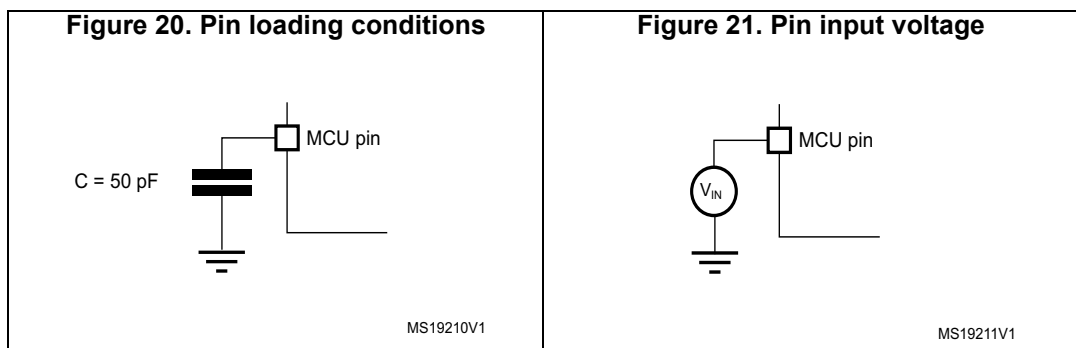 Figure 20. Pin loading conditions
MCU pin
C = 50 pF
MS19210V1
Figure 21. Pin input voltage
MCU pin
VIN
MS19211V1